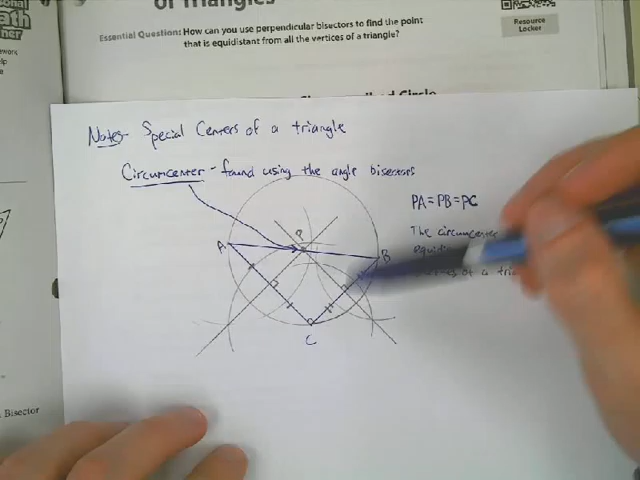 of Triangles
Essential Question: How can you use perpendicular bisectors to find the point
that is equidistant from all the vertices of a triangle?
Resource
Locker
Circle
Notes- Special Centers of a triangle
Circumcenter - found using the angle bisectors
PA = PB = PC
The circumcenter
of a
P
A
B
C
Bisector